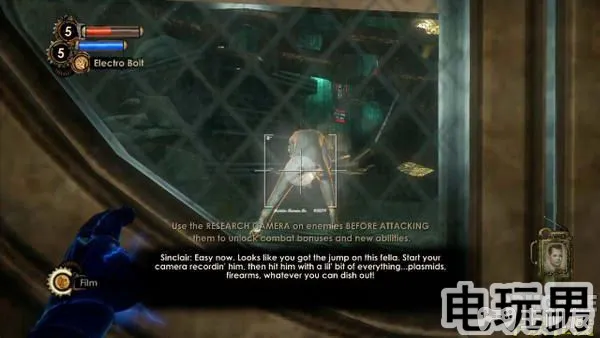 5
5
Electro Bolt
Use the RESEARCH CAMERA on enemies BEFORE ATTACKING
them to unlock combat bonuses and new abilities.
Sinclair: Easy now. Looks like you got the jump on this fella. Start your
camera recordin' him, then hit him with a lil' bit of everything...plasmids,
firearms, whatever you can dish out!
Film
电玩男